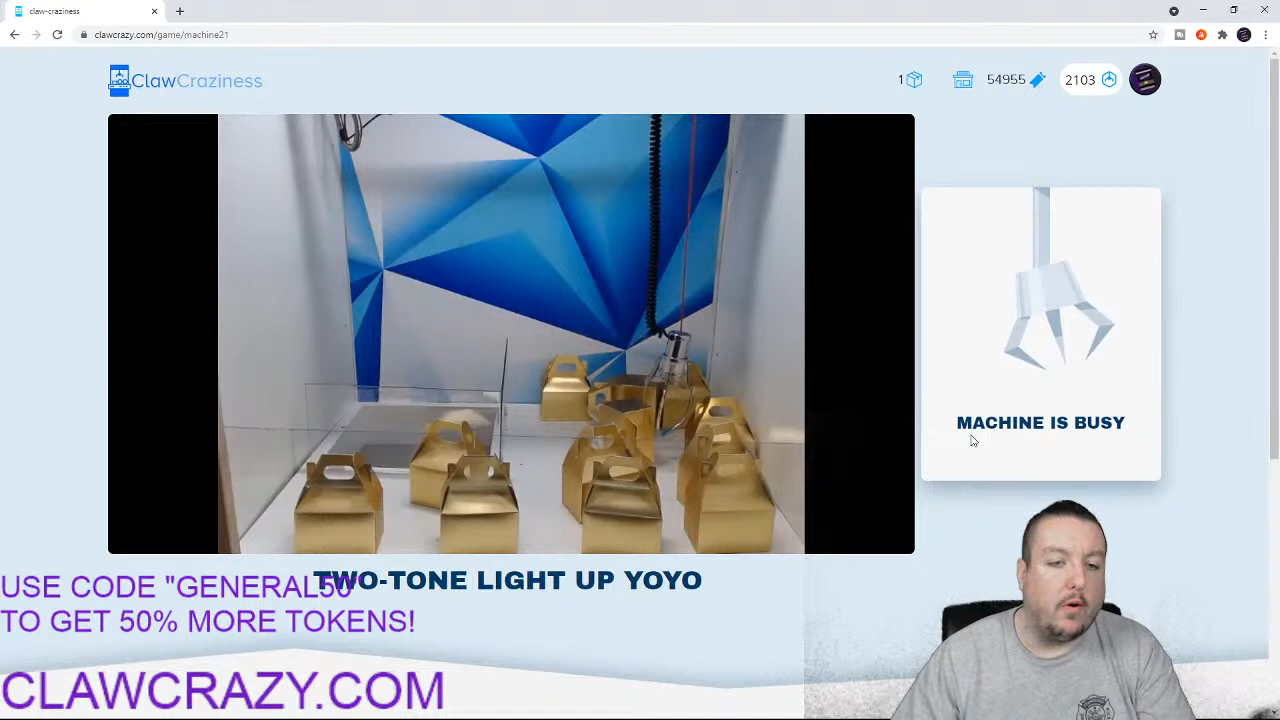 claw-craziness
clawcrazy.com/game/machine21
ClawCraziness
1
54955
2103
MACHINE IS BUSY
TWO-TONE LIGHT UP YOYO
USE CODE "GENERAL50"
TO GET 50% MORE TOKENS!
CLAWCRAZY.COM